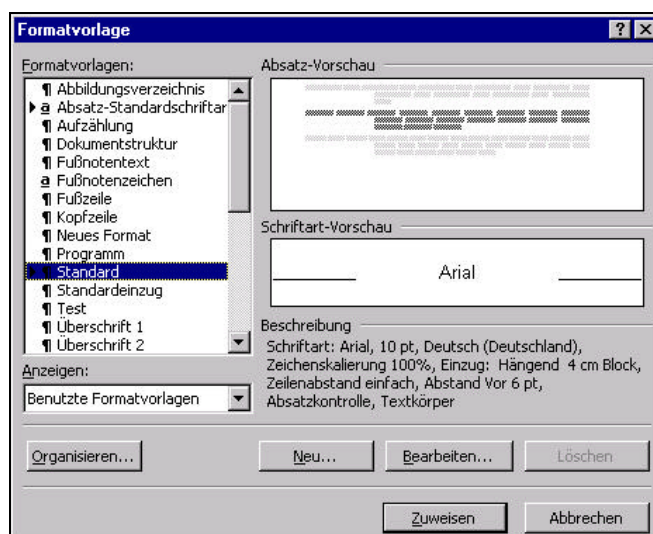 Formatvorlage
Formatvorlagen:
¶ Abbildungsverzeichnis
a Absatz-Standardschriftar
¶ Aufzählung
¶ Dokumentstruktur
¶ Fußnotentext
a Fußnotenzeichen
¶ Fußzeile
¶ Kopfzeile
¶ Neues Format
¶ Programm
¶ Standard
¶ Standardeinzug
¶ Test
¶ Überschrift 1
¶ Überschrift 2
Anzeigen:
Benutzte Formatvorlagen
Absatz-Vorschau
Schriftart-Vorschau
Arial
Beschreibung
Schriftart: Arial, 10 pt, Deutsch (Deutschland),
Zeichenskalierung 100%, Einzug: Hängend 4 cm Block,
Zeilenabstand einfach, Abstand Vor 6 pt,
Absatzkontrolle, Textkörper
Organisieren... Neu... Bearbeiten... Löschen
Zuweisen Abbrechen